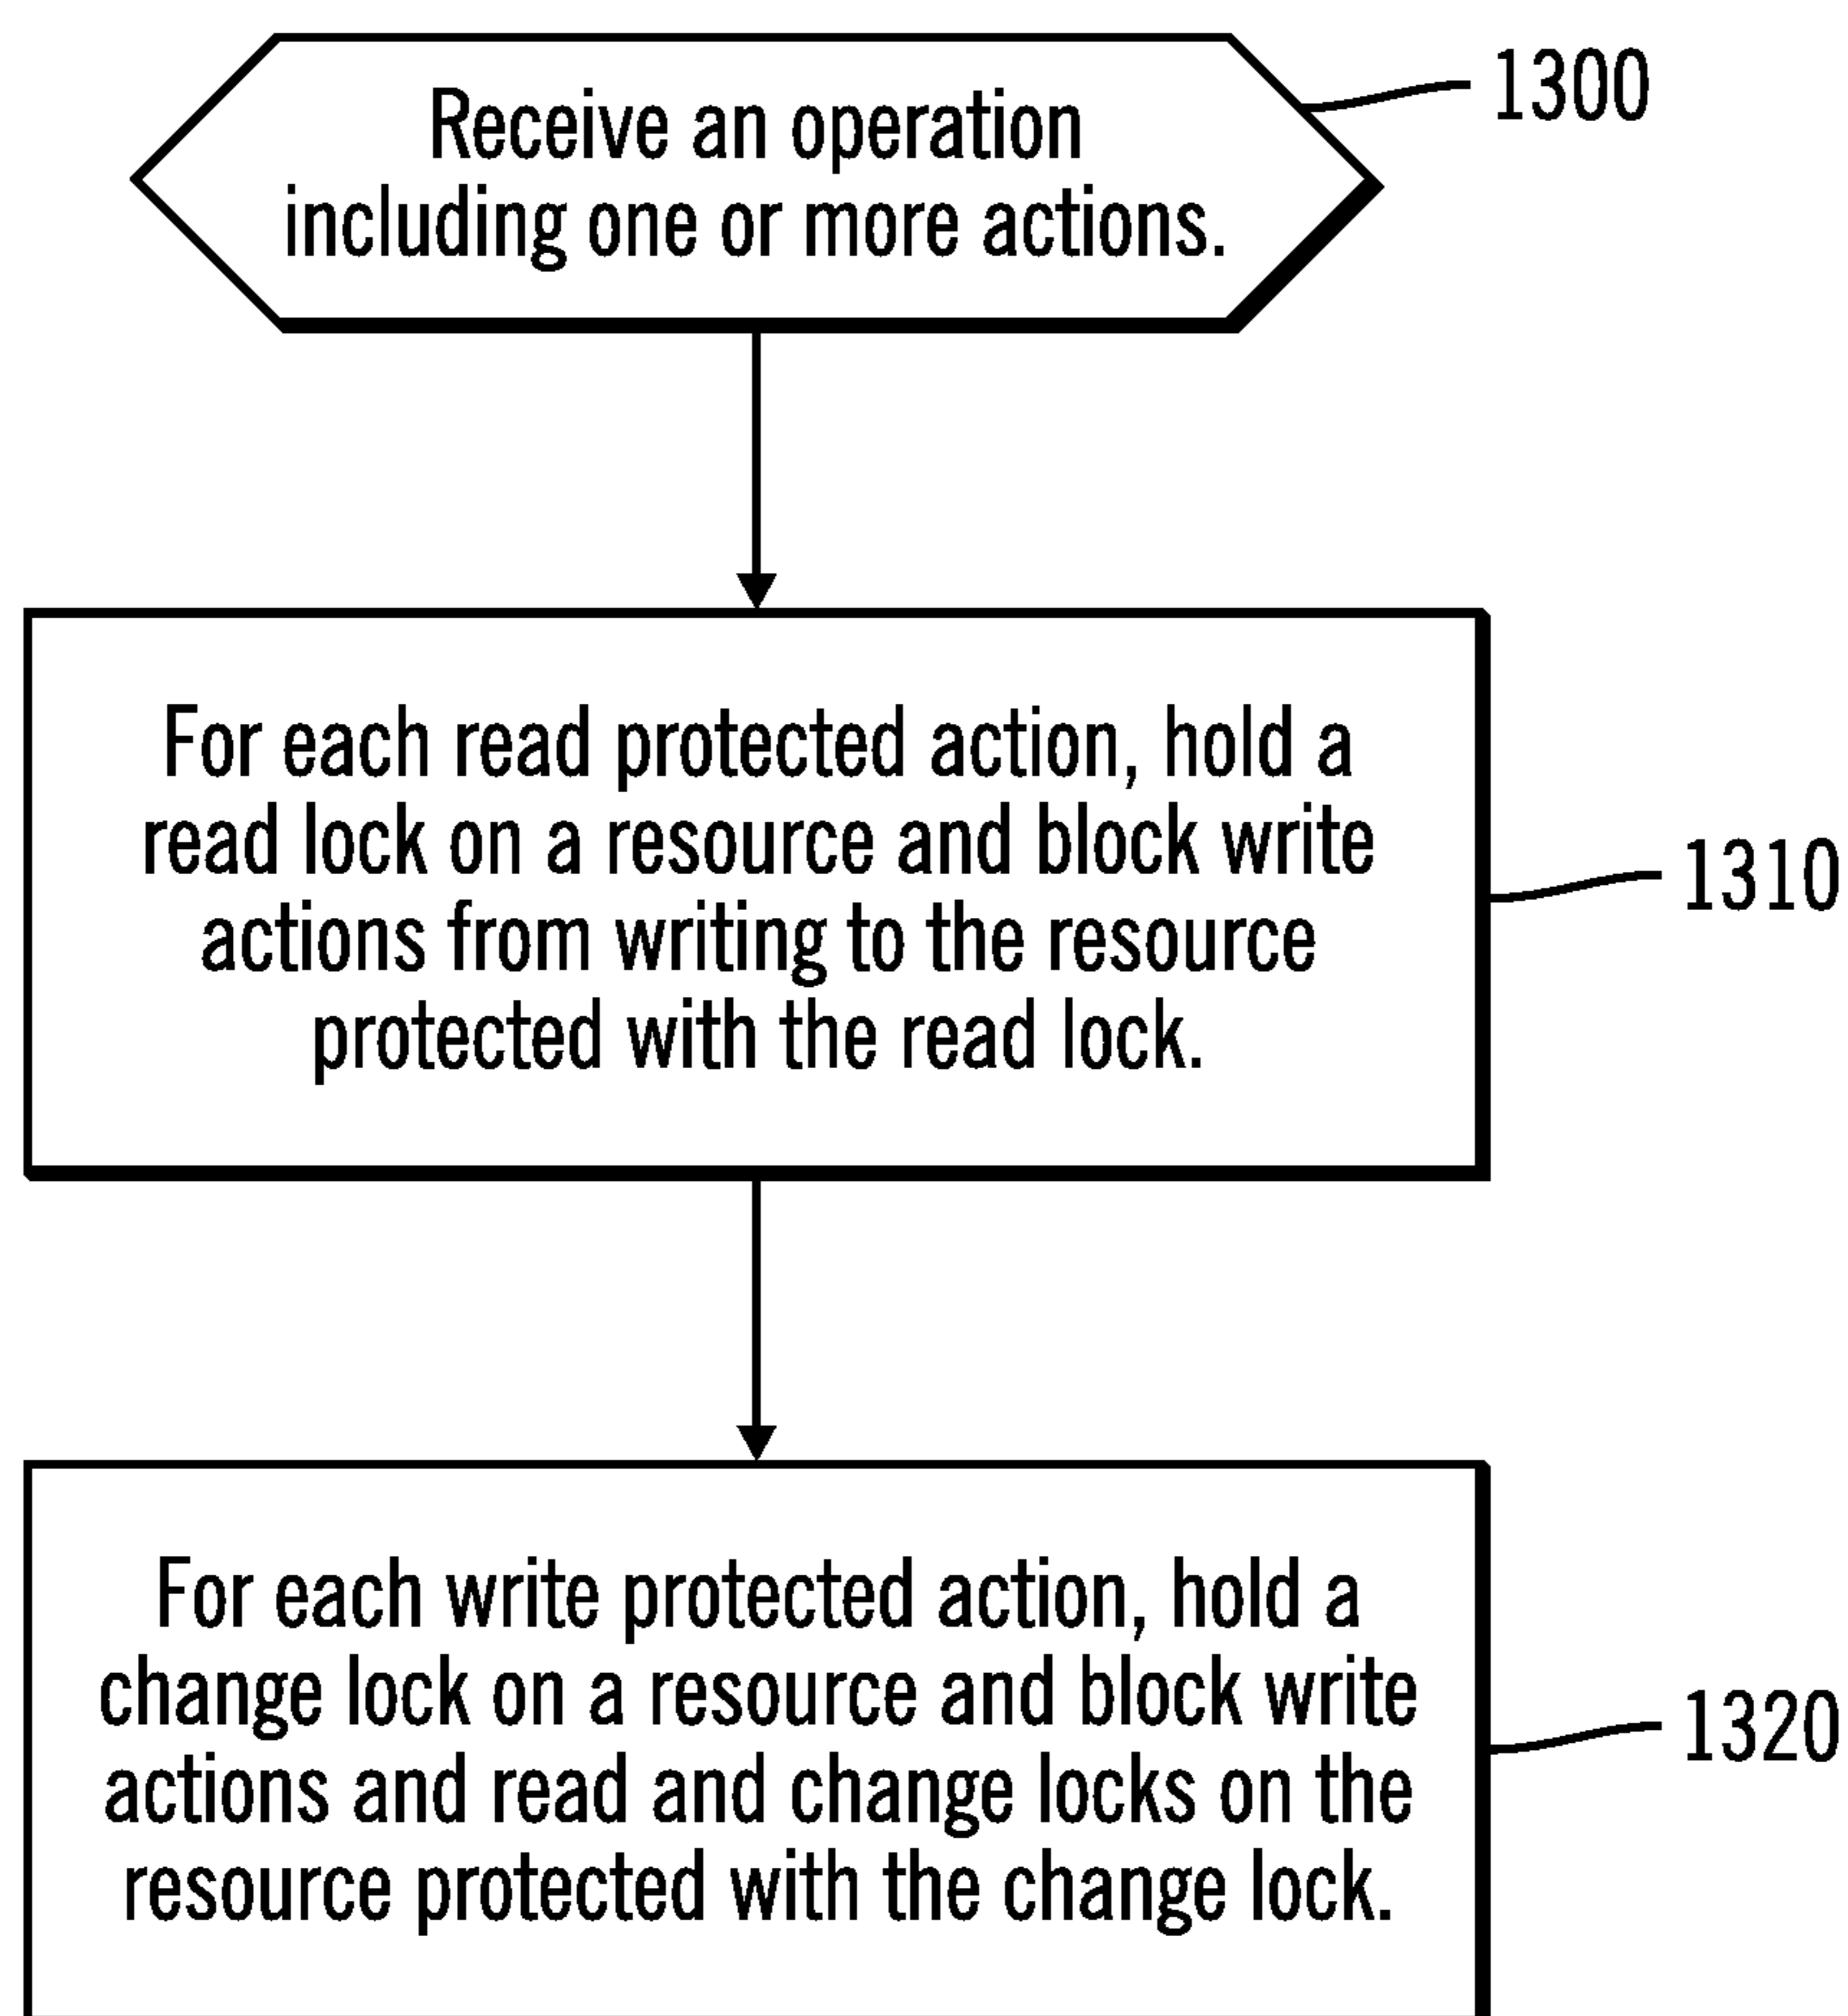 Receive an operation
including one or more actions.
1300
For each read protected action, hold a
read lock on a resource and block write
actions from writing to the resource
protected with the read lock.
1310
For each write protected action, hold a
change lock on a resource and block write
actions and read and change locks on the
resource protected with the change lock.
1320